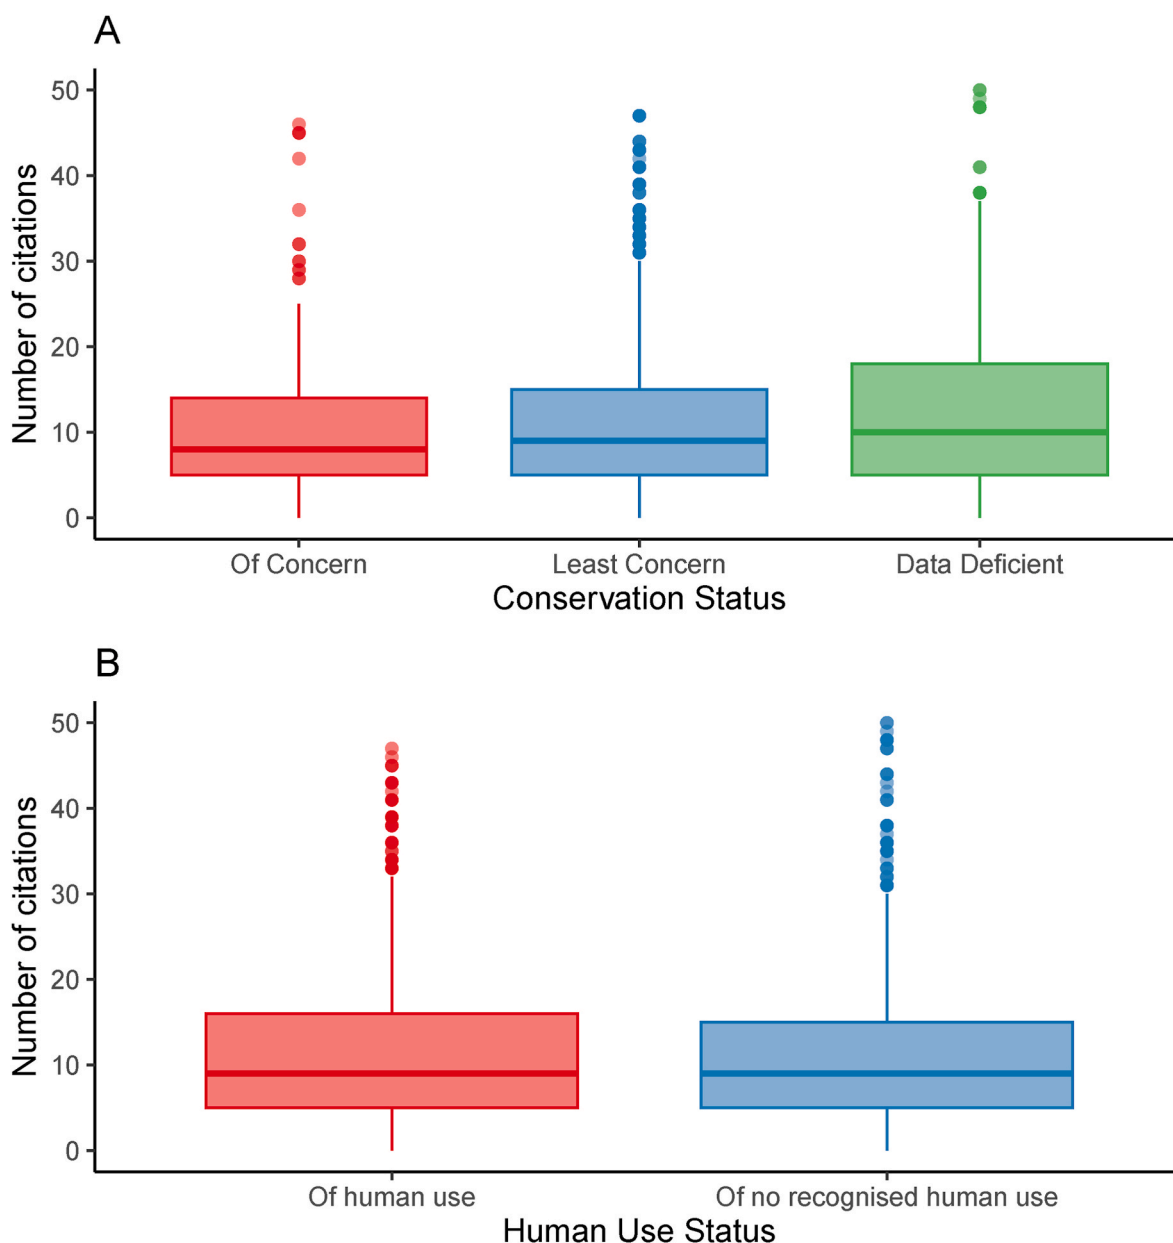 A
50
40
30
20
10
0
Number of citations
Of Concern
Least Concern
Data Deficient
Conservation Status
B
50
40
30
20
10
0
Number of citations
Of human use
Of no recognised human use
Human Use Status